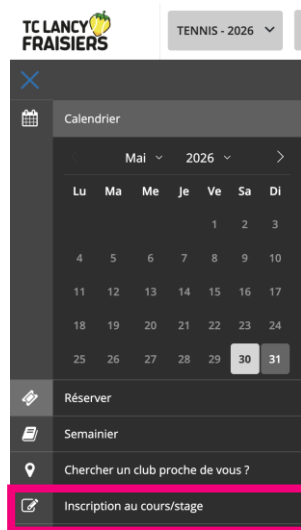 TC LANCY
FRAISIERS
TENNIS - 2026
Calendrier
Mai 2026
Lu Ma Me Je Ve Sa Di
1 2 3
4 5 6 7 8 9 10
11 12 13 14 15 16 17
18 19 20 21 22 23 24
25 26 27 28 29 30 31
Réserver
Semainier
Chercher un club proche de vous ?
Inscription au cours/stage